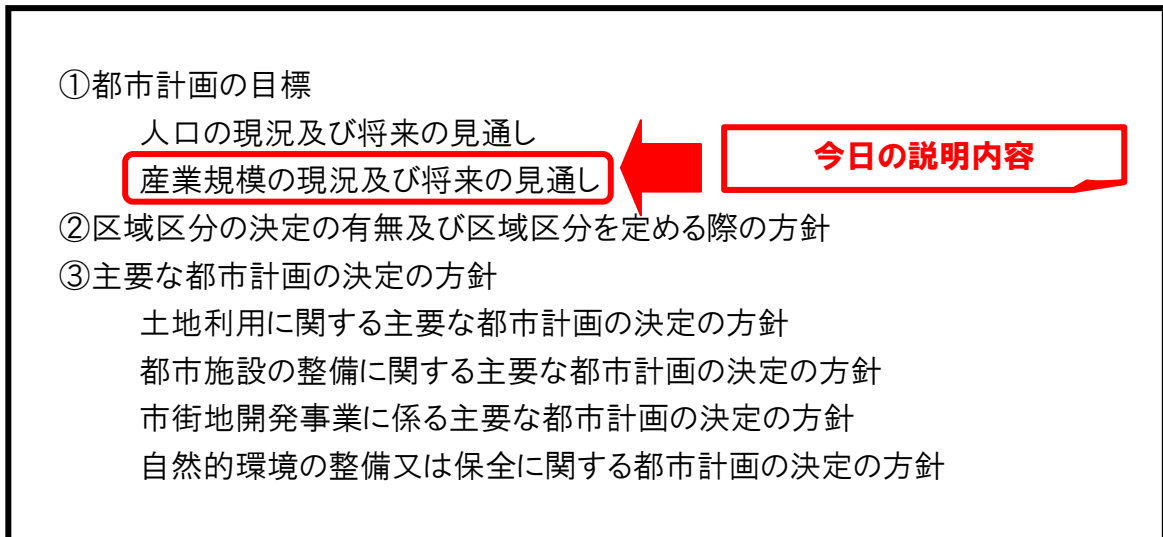 ①都市計画の目標
人口の現況及び将来の見通し
産業規模の現況及び将来の見通し
今日の説明内容
②区域区分の決定の有無及び区域区分を定める際の方針
③主要な都市計画の決定の方針
土地利用に関する主要な都市計画の決定の方針
都市施設の整備に関する主要な都市計画の決定の方針
市街地開発事業に係る主要な都市計画の決定の方針
自然的環境の整備又は保全に関する都市計画の決定の方針